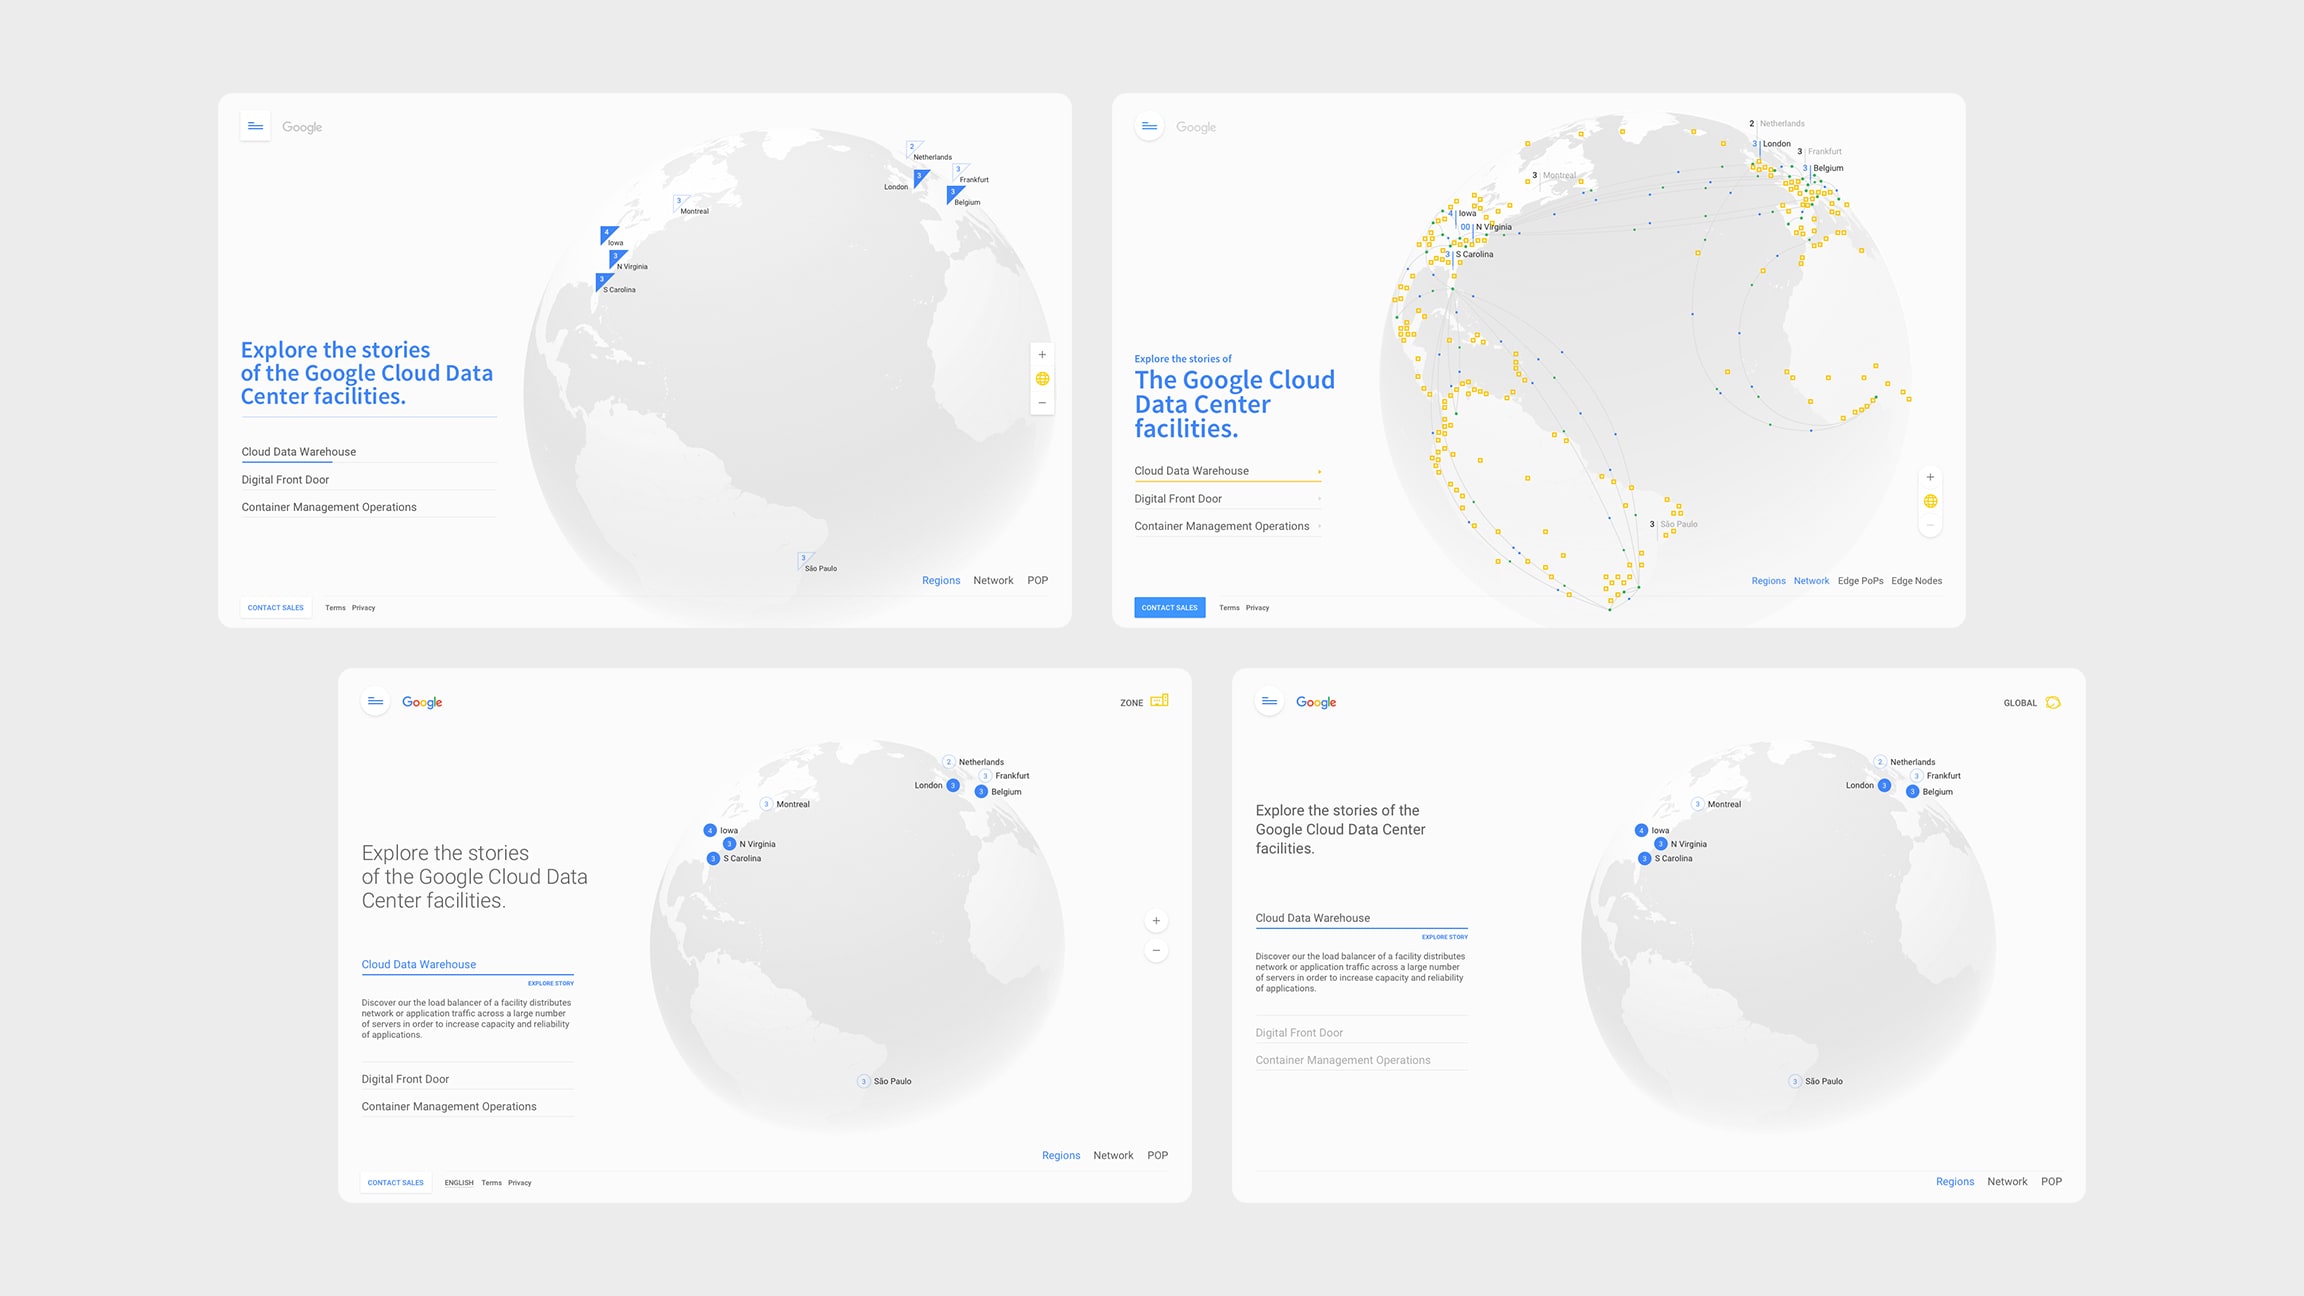 Google
2
Netherlands
3
Frankfurt
London
3
3
Belgium
3
Montreal
4
Iowa
3
N Virginia
3
S Carolina
Explore the stories
of the Google Cloud Data
Center facilities.
+
−
Cloud Data Warehouse
Digital Front Door
Container Management Operations
3
São Paulo
Regions Network POP
CONTACT SALES Terms Privacy
Google
2 Netherlands
3 London
3 Frankfurt
3 Belgium
3 Montreal
4 Iowa
00 N Virginia
3 S Carolina
Explore the stories of
The Google Cloud
Data Center
facilities.
Cloud Data Warehouse
Digital Front Door
Container Management Operations
+
−
3 São Paulo
Regions Network Edge PoPs Edge Nodes
CONTACT SALES Terms Privacy
Google
ZONE
2 Netherlands
3 Frankfurt
London 3
3 Belgium
3 Montreal
4 Iowa
3 N Virginia
3 S Carolina
Explore the stories
of the Google Cloud Data
Center facilities.
+
−
Cloud Data Warehouse
EXPLORE STORY
Discover our the load balancer of a facility distributes
network or application traffic across a large number
of servers in order to increase capacity and reliability
of applications.
Digital Front Door
Container Management Operations
3 São Paulo
Regions Network POP
CONTACT SALES ENGLISH Terms Privacy
Google
GLOBAL
2 Netherlands
3 Frankfurt
London 3
3 Belgium
3 Montreal
4 Iowa
3 N Virginia
3 S Carolina
Explore the stories of the
Google Cloud Data Center
facilities.
Cloud Data Warehouse
EXPLORE STORY
Discover our the load balancer of a facility distributes
network or application traffic across a large number
of servers in order to increase capacity and reliability
of applications.
Digital Front Door
Container Management Operations
3 São Paulo
Regions Network POP